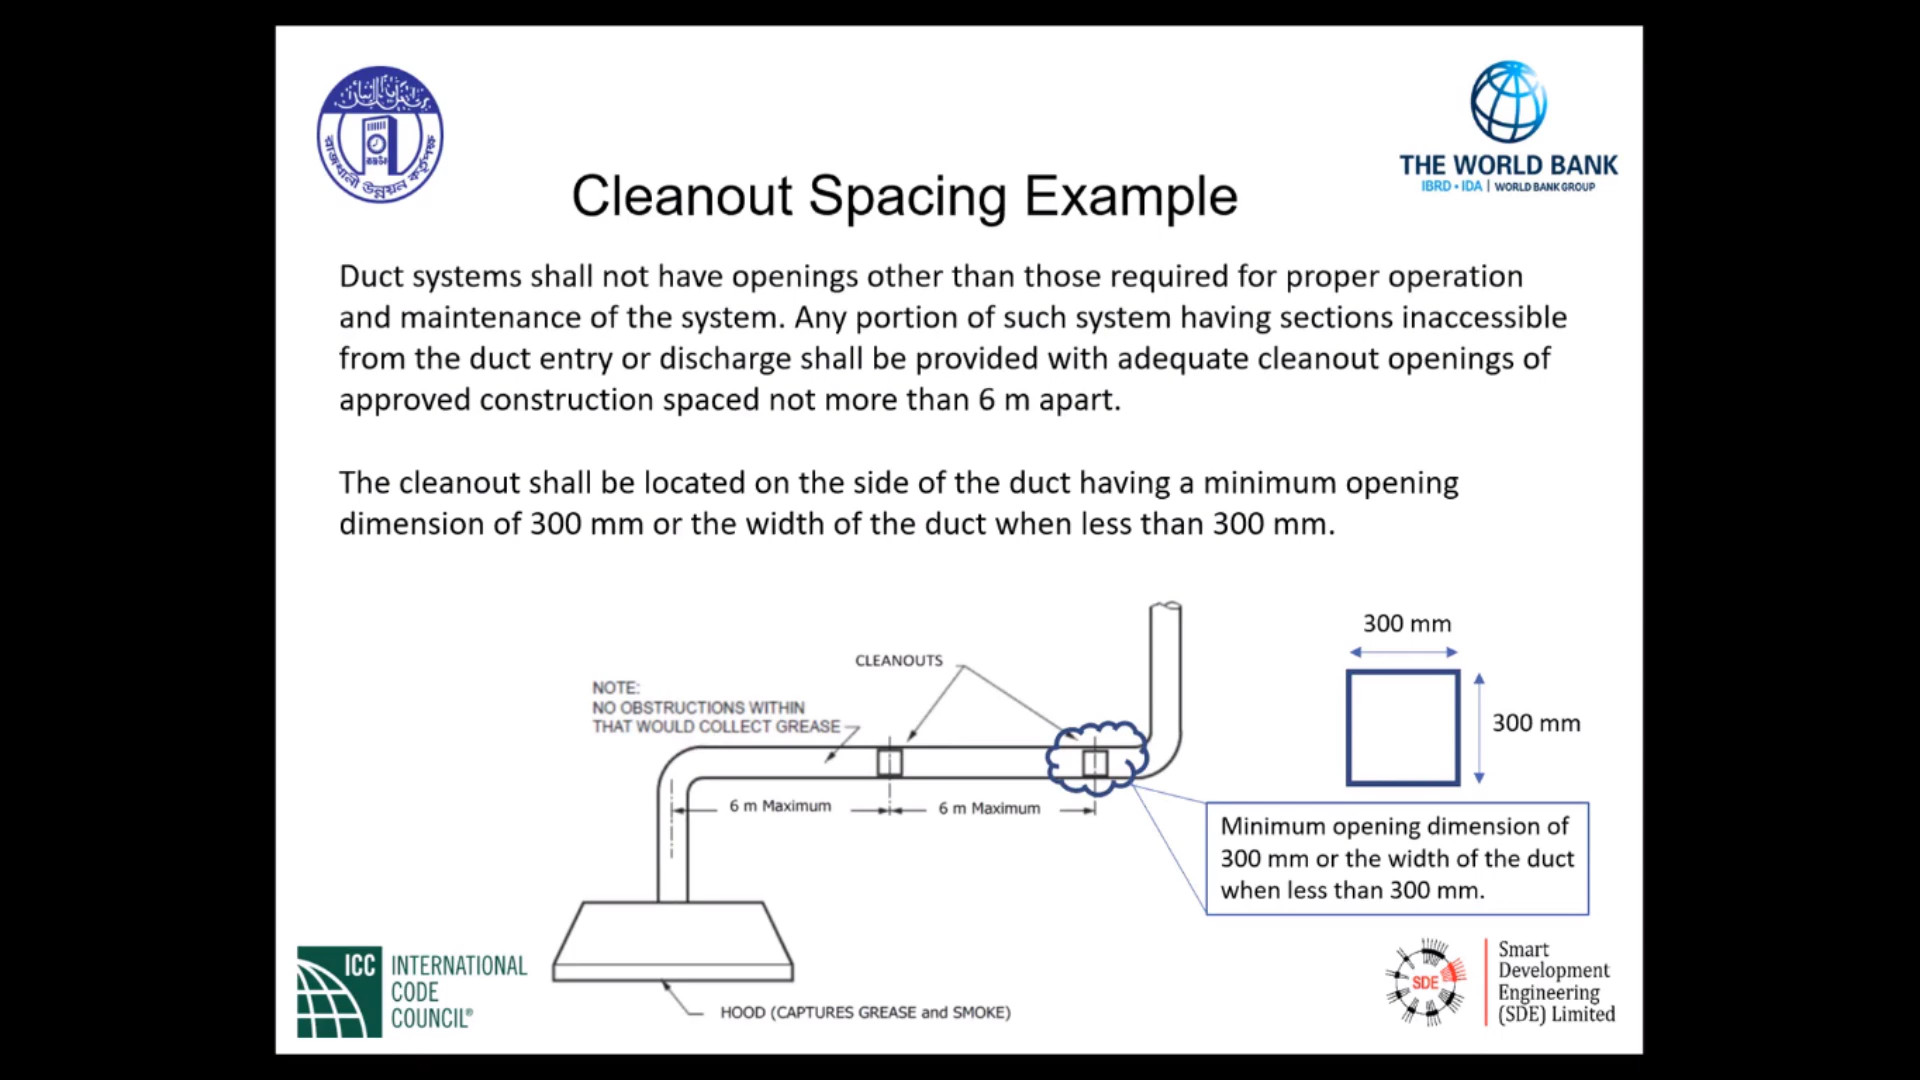 রাজধানী উন্নয়ন কর্তৃপক্ষ
THE WORLD BANK
IBRD • IDA | WORLD BANK GROUP
Cleanout Spacing Example
Duct systems shall not have openings other than those required for proper operation
and maintenance of the system. Any portion of such system having sections inaccessible
from the duct entry or discharge shall be provided with adequate cleanout openings of
approved construction spaced not more than 6 m apart.
The cleanout shall be located on the side of the duct having a minimum opening
dimension of 300 mm or the width of the duct when less than 300 mm.
300 mm
300 mm
CLEANOUTS
NOTE:
NO OBSTRUCTIONS WITHIN
THAT WOULD COLLECT GREASE
6 m Maximum
6 m Maximum
Minimum opening dimension of
300 mm or the width of the duct
when less than 300 mm.
HOOD (CAPTURES GREASE and SMOKE)
ICC
INTERNATIONAL
CODE
COUNCIL®
SDE
Smart
Development
Engineering
(SDE) Limited